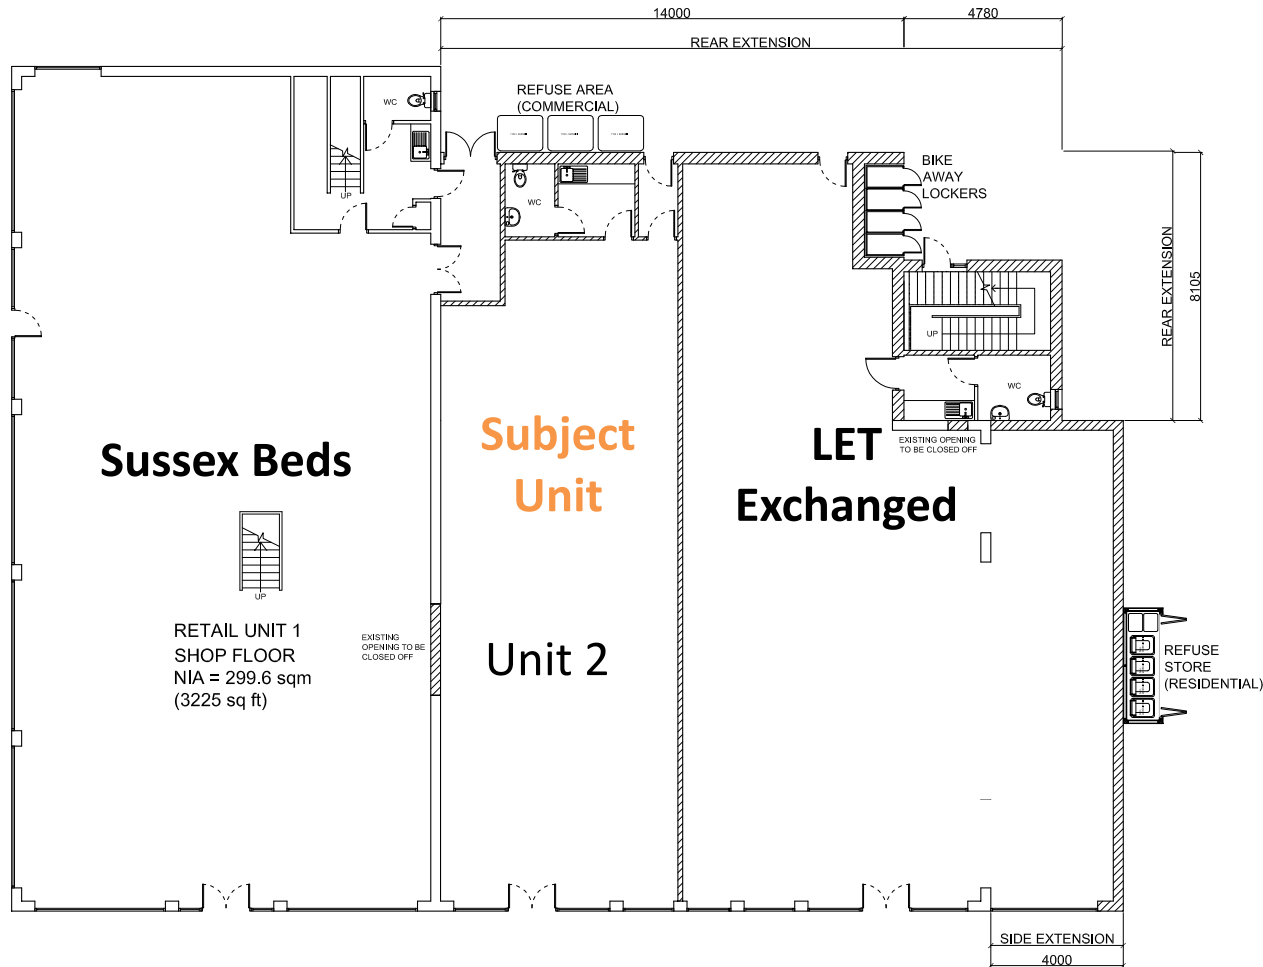 14000
4780
REAR EXTENSION
REFUSE AREA
(COMMERCIAL)
WC
BIKE
AWAY
LOCKERS
UP
WC
REAR EXTENSION
8105
UP
WC
Subject
Unit
LET
Exchanged
EXISTING OPENING
TO BE CLOSED OFF
Sussex Beds
UP
RETAIL UNIT 1
SHOP FLOOR
NIA = 299.6 sqm
(3225 sq ft)
EXISTING
OPENING TO BE
CLOSED OFF
Unit 2
REFUSE
STORE
(RESIDENTIAL)
SIDE EXTENSION
4000